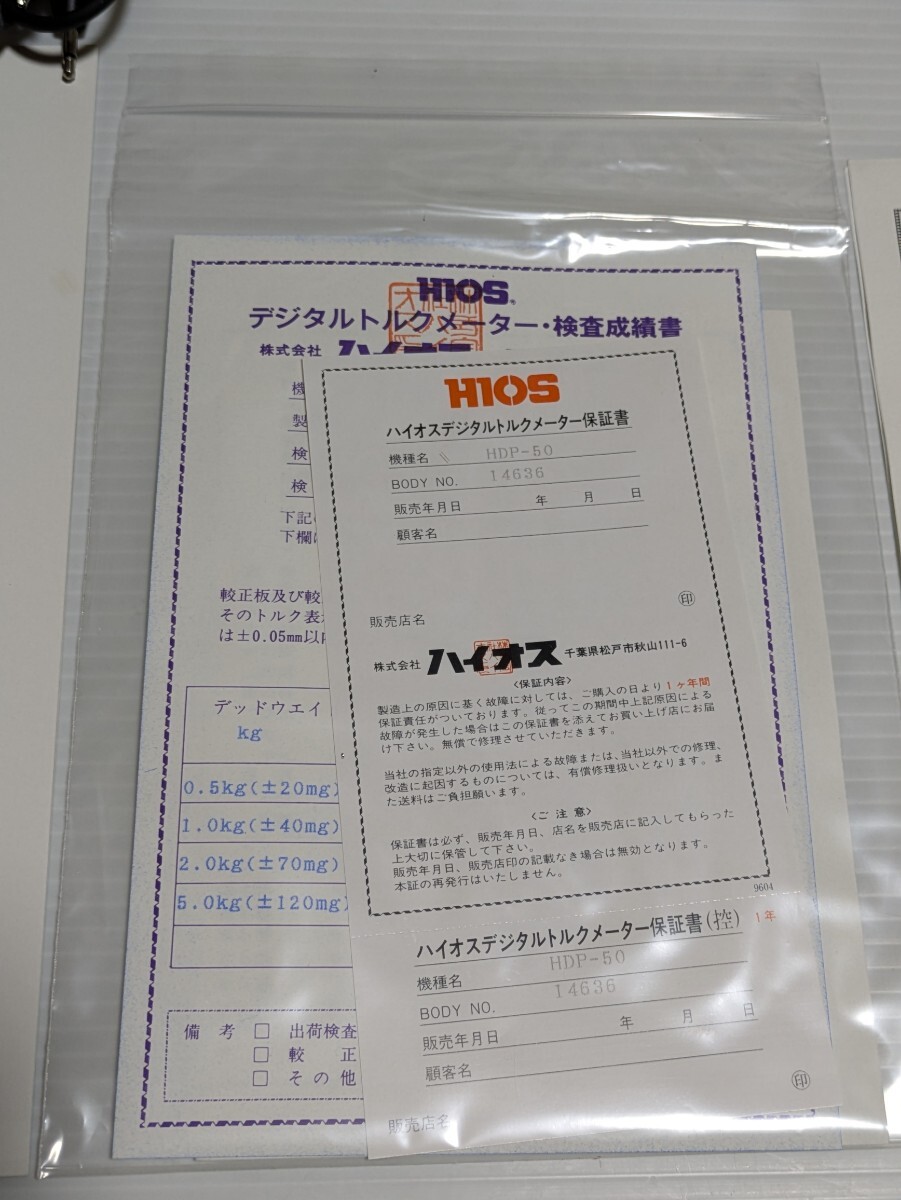 HIOS
デジタルトルクメーター・検査成績書
株式会社 ハイオス
機
製
検
検
下記
下欄
較正板及び較
そのトルク表
は±0.05mm以内
デッドウエイ
kg
0.5kg(±20mg)
1.0kg(±40mg)
2.0kg(±70mg)
5.0kg(±120mg)
備 考 □ 出荷検査
□ 較 正
□ その他
HIOS
ハイオスデジタルトルクメーター保証書
機種名 HDP-50
BODY NO. 14636
販売年月日 年 月 日
顧客名
印
販売店名
株式会社 ハイオス 千葉県松戸市秋山111-6
<保証内容>
製造上の原因に基く故障に対しては、ご購入の日より1ヶ年間
保証責任がついております。従ってこの期間中上記原因による
故障が発生した場合はこの保証書を添えてお買い上げ店にお届
け下さい。無償で修理させていただきます。
当社の指定以外の使用法による故障または、当社以外での修理、
改造に起因するものについては、有償修理扱いとなります。ま
た送料はご負担願います。
<ご 注 意>
保証書は必ず、販売年月日、店名を販売店に記入してもらった
上大切に保管して下さい。
販売年月日、販売店印の記載なき場合は無効となります。
本証の再発行はいたしません。
9604
ハイオスデジタルトルクメーター保証書(控) 1年
機種名 HDP-50
BODY NO. 14636
販売年月日 年 月 日
顧客名
印
販売店名